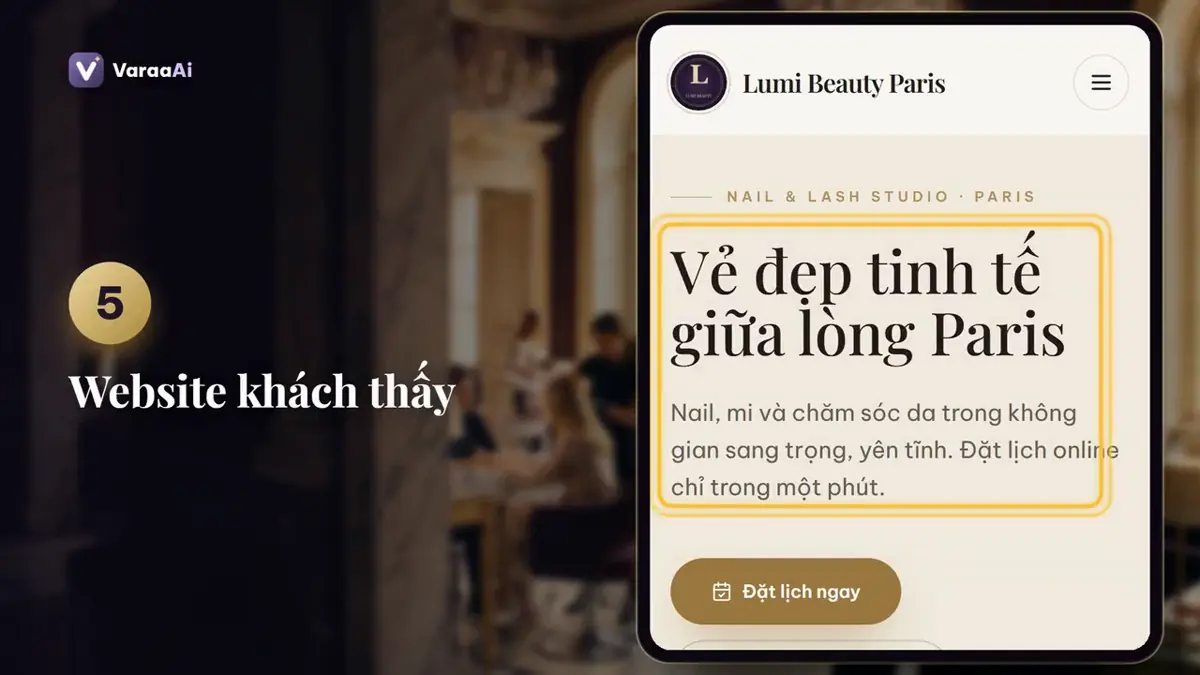 VaraaAi
5
Website khách thấy
L
Lumi Beauty Paris
NAIL & LASH STUDIO · PARIS
Vẻ đẹp tinh tế
giữa lòng Paris
Nail, mi và chăm sóc da trong không
gian sang trọng, yên tĩnh. Đặt lịch online
chỉ trong một phút.
Đặt lịch ngay